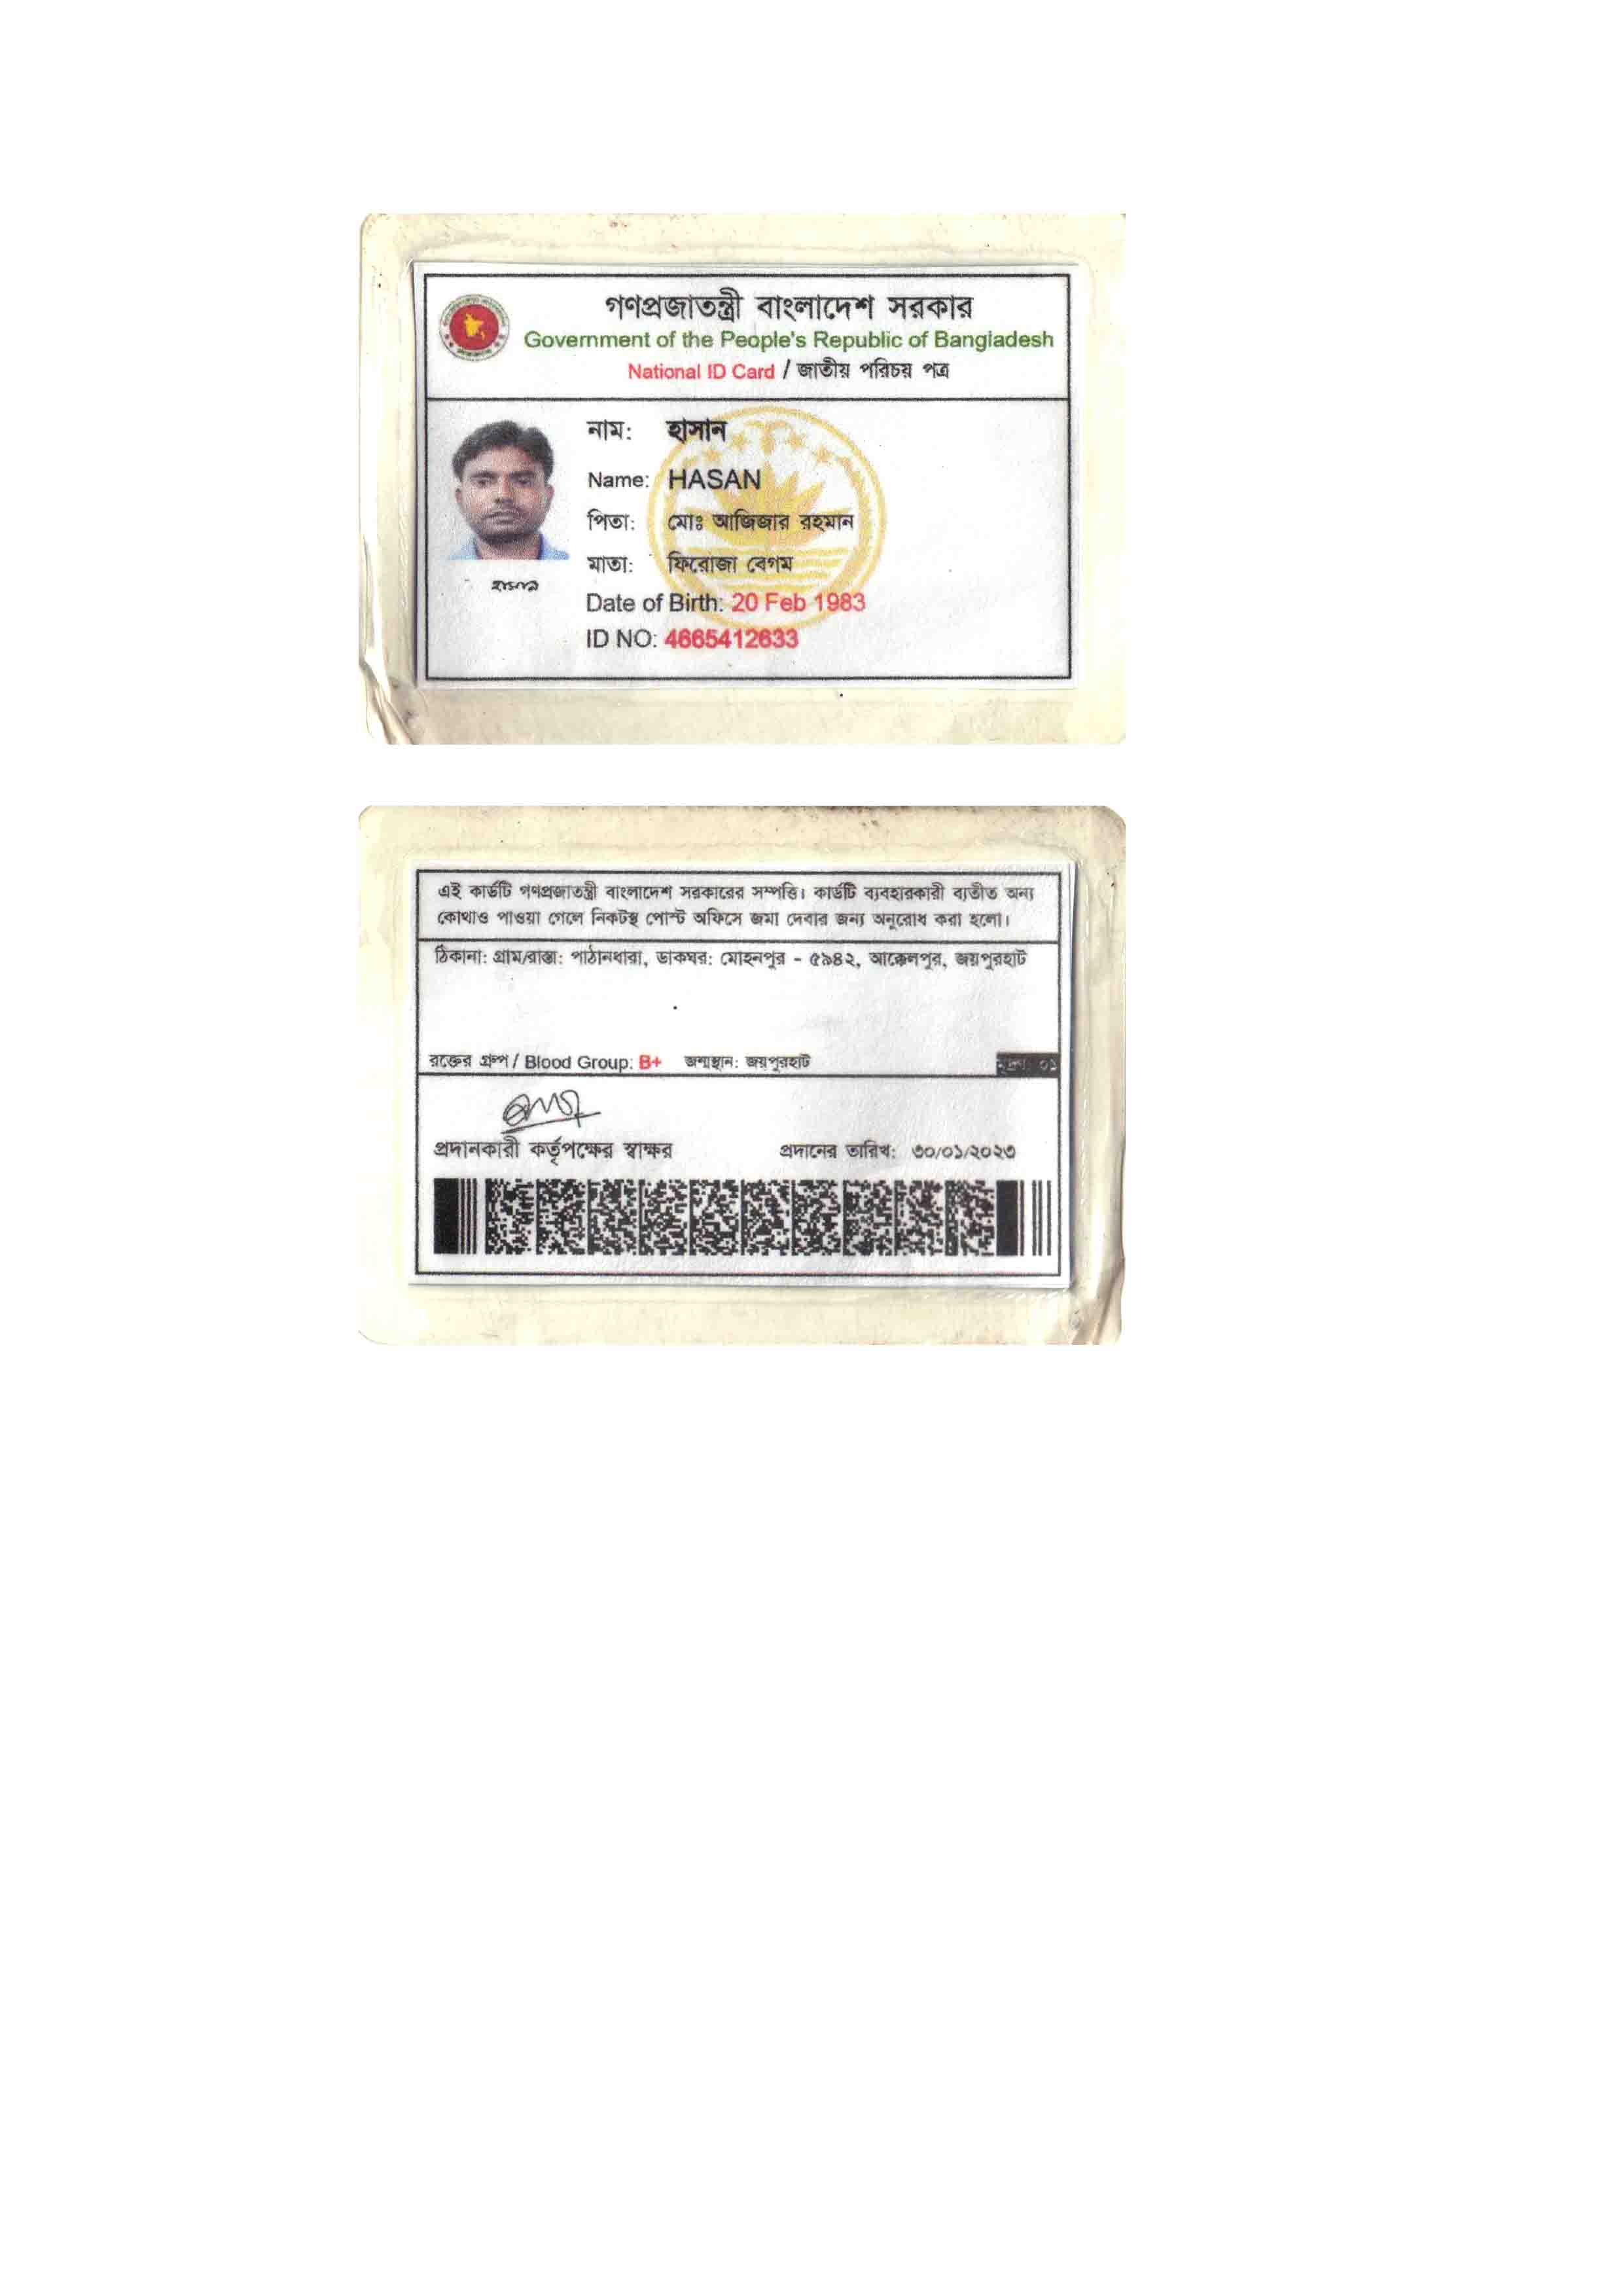 গণপ্রজাতন্ত্রী বাংলাদেশ সরকার
Government of the People's Republic of Bangladesh
National ID Card / জাতীয় পরিচয় পত্র
নাম: হাসান
Name: HASAN
পিতা: মোঃ আজিজার রহমান
মাতা: ফিরোজা বেগম
Date of Birth: 20 Feb 1983
ID NO: 4665412633
হাসান
এই কার্ডটি গণপ্রজাতন্ত্রী বাংলাদেশ সরকারের সম্পত্তি। কার্ডটি ব্যবহারকারী ব্যতীত অন্য
কোথাও পাওয়া গেলে নিকটস্থ পোস্ট অফিসে জমা দেবার জন্য অনুরোধ করা হলো।
ঠিকানা: গ্রাম/রাস্তা: পাঠানধারা, ডাকঘর: মোহনপুর - ৫৯৪২, আক্কেলপুর, জয়পুরহাট
রক্তের গ্রুপ / Blood Group: B+ জন্মস্থান: জয়পুরহাট
মুদ্রণ: ০১
প্রদানকারী কর্তৃপক্ষের স্বাক্ষর
প্রদানের তারিখ: ৩০/০১/২০২৩